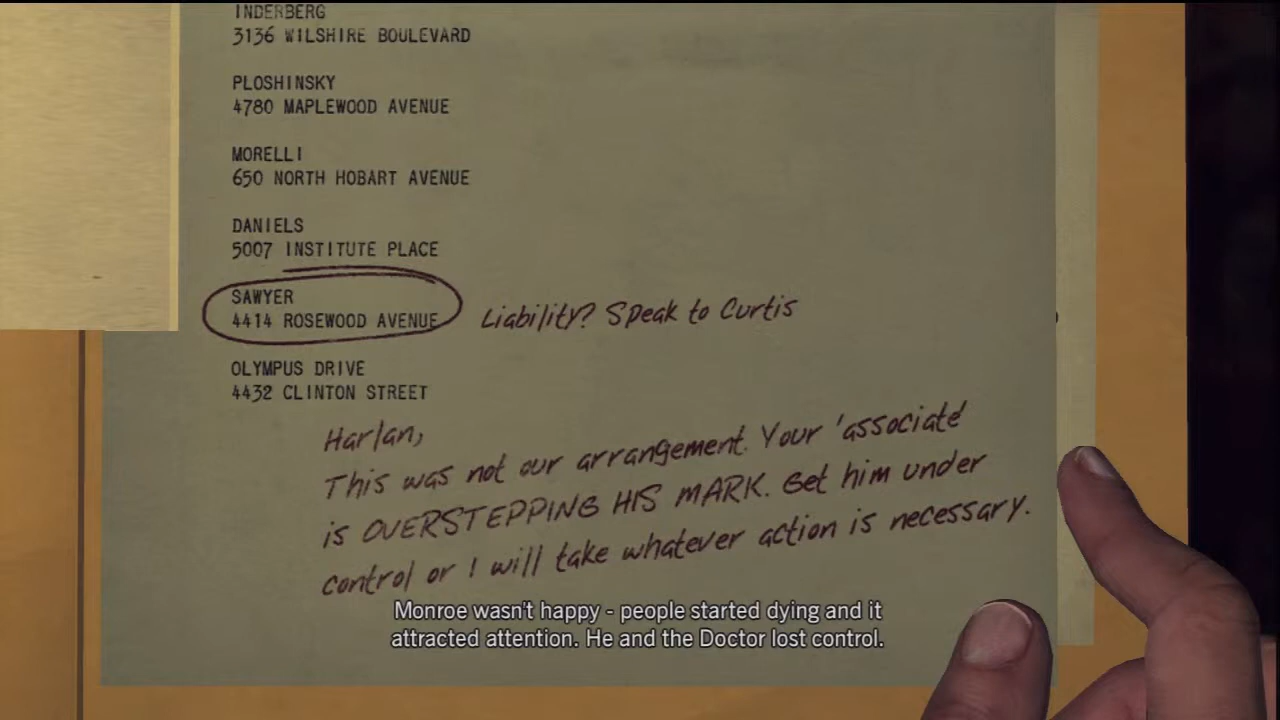 INDERBERG
3136 WILSHIRE BOULEVARD
PLOSHINSKY
4780 MAPLEWOOD AVENUE
MORELLI
650 NORTH HOBART AVENUE
DANIELS
5007 INSTITUTE PLACE
SAWYER
4414 ROSEWOOD AVENUE
Liability? Speak to Curtis
OLYMPUS DRIVE
4432 CLINTON STREET
Harlan,
This was not our arrangement. Your 'associate'
is OVERSTEPPING HIS MARK. Get him under
control or I will take whatever action is necessary.
Monroe wasn't happy - people started dying and it
attracted attention. He and the Doctor lost control.